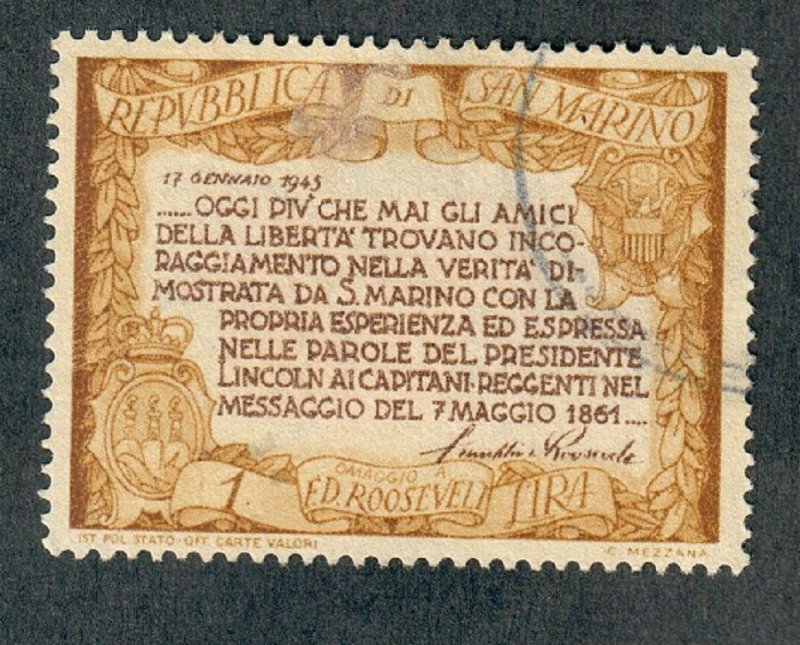 REPVBBLICA DI SAN MARINO
17 GENNAIO 1945
......OGGI PIV' CHE MAI GLI AMICI
DELLA LIBERTA' TROVANO INCO-
RAGGIAMENTO NELLA VERITA' DI-
MOSTRATA DA S. MARINO CON LA
PROPRIA ESPERIENZA ED ESPRESSA
NELLE PAROLE DEL PRESIDENTE
LINCOLN AI CAPITANI REGGENTI NEL
MESSAGGIO DEL 7 MAGGIO 1861....
Franklin D Roosevelt
OMAGGIO A
1 F.D. ROOSEVELT LIRA
IST. POL. STATO-OFF. CARTE VALORI
C. MEZZANA